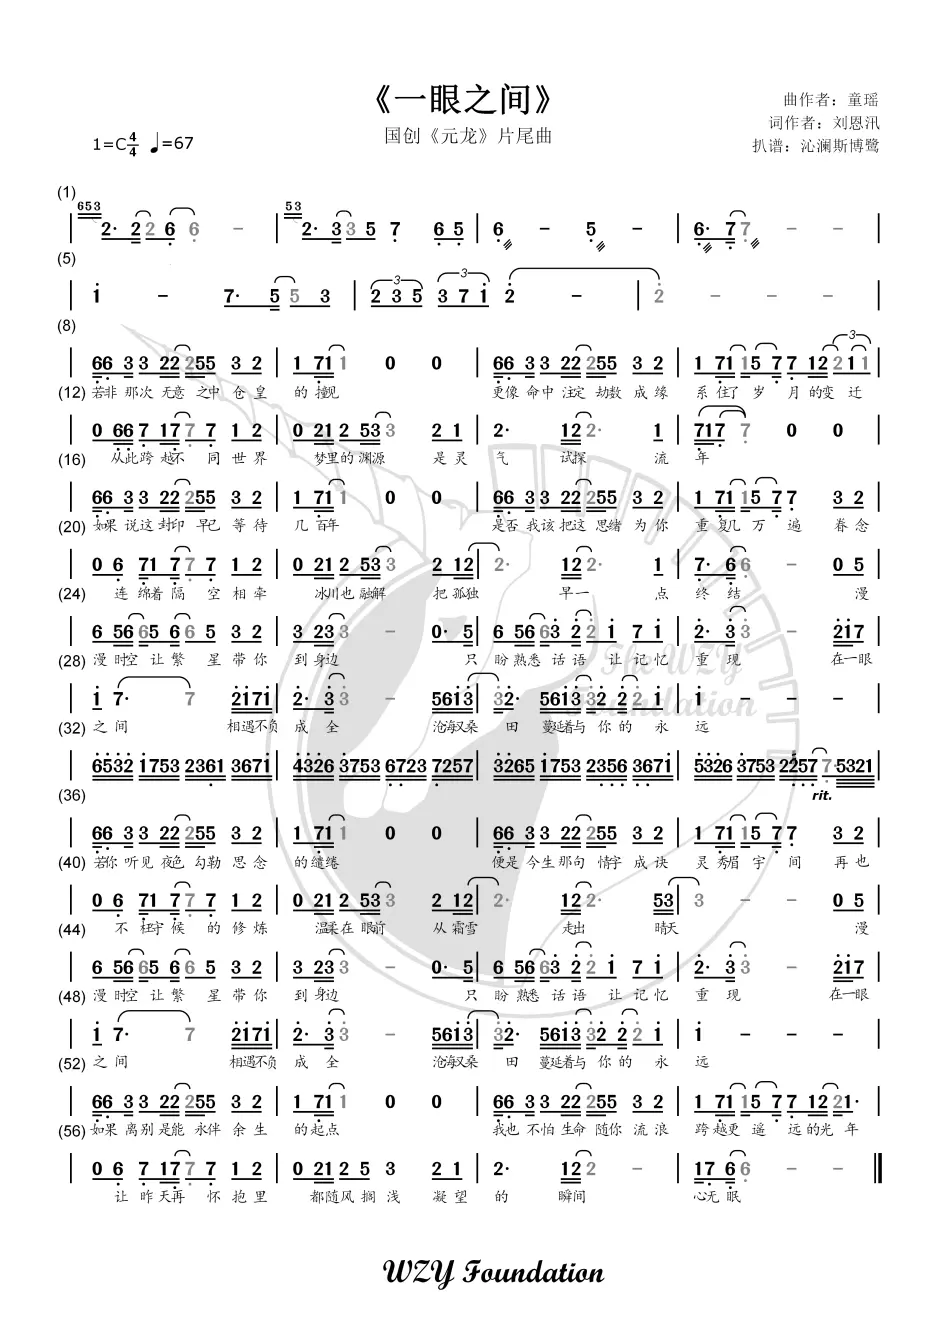 《一眼之间》
国创《元龙》片尾曲
曲作者：童瑶
词作者：刘恩汛
扒谱：沁澜斯博鹭
1=C 4/4 ♩=67
(1)
653 53
| 2· 2 2 6 6 - | 2· 3 3 5 7 6 5 | 6 - 5 - | 6· 7 7 - - |
(5)
| 1 - 7· 5 5 3 | 2 3 5 3 7 1 2 - | 2 - - - |
(8)
| 66 3 3 22 255 3 2 | 1 71 1 0 0 | 66 3 3 22 255 3 2 | 1 71 15 7 7 12 211 |
(12) 若非 那次 无意 之中 仓 皇 的 撞见 更像 命中 注定 劫数 成 缘 系 住了 岁 月 的变 迁
| 0 66 7 17 7 7 1 2 | 0 21 2 53 3 2 1 | 2· 12 2· 1 | 717 7 0 0 |
(16) 从此 跨 越不 同 世 界 梦里 的 渊源 是 灵 气 试探 流 年
| 66 3 3 22 255 3 2 | 1 71 1 0 0 | 66 3 3 22 255 3 2 | 1 71 15 7 7 3 2 |
(20) 如果 说这 封印 早已 等 待 几 百年 是否 我该 把这 思绪 为 你 重 复几 万 遍 眷 念
| 0 6 71 7 7 7 1 2 | 0 21 2 53 3 2 12 | 2· 12 2· 1 | 7· 6 6 - 0 5 |
(24) 连 绵着 隔 空 相 牵 冰川 也 融解 把 孤独 早一 点 终 结 漫
| 6 56 65 6 6 5 3 2 | 3 23 3 - 0· 5 | 6 56 63 2 2 1 7 1 | 2· 3 3 - 217 |
(28) 漫 时空 让 繁 星 带 你 到 身边 只 盼 熟悉 话 语 让 记 忆 重 现 在一眼
The WZY
Foundation
| 1 7· 7 2171 | 2· 3 3 - 5613 | 32· 561332 2 2 1 | 1 - - - |
(32) 之 间 相遇不负 成 全 沧海又桑 田 蔓延着与 你 的 永 远
| 6532 1753 2361 3671 | 4326 3753 6723 7257 | 3265 1753 2356 3671 | 5326 3753 2257 7·5321 |
(36) rit.
| 66 3 3 22 255 3 2 | 1 71 1 0 0 | 66 3 3 22 255 3 2 | 1 71 15 7 7 3 2 |
(40) 若你 听见 夜色 勾勒 思 念 的 缱绻 便是 今生 那句 情字 成 诀 灵 秀眉 宇 间 再 也
| 0 6 71 7 7 7 1 2 | 0 21 2 53 3 2 12 | 2· 12 2· 53 | 3 - - 0 5 |
(44) 不 枉守 候 的 修 炼 温柔 在 眼前 从 霜雪 走出 晴天 漫
| 6 56 65 6 6 5 3 2 | 3 23 3 - 0· 5 | 6 56 63 2 2 1 7 1 | 2· 3 3 - 217 |
(48) 漫 时空 让 繁 星 带 你 到 身边 只 盼 熟悉 话 语 让 记 忆 重 现 在一眼
| 1 7· 7 2171 | 2· 3 3 - 5613 | 32· 561332 2 2 1 | 1 - - - |
(52) 之 间 相遇不负 成 全 沧海又桑 田 蔓延着与 你 的 永 远
| 66 3 3 22 255 3 2 | 1 71 1 0 0 | 66 3 3 22 255 3 2 | 1 71 15 7 7 12 21· |
(56) 如果 离别 是能 永伴 余 生 的 起点 我也 不怕 生命 随你 流 浪 跨 越更 遥 远 的光 年
| 0 6 7 17 7 7 1 2 | 0 21 2 5 3 2 1 | 2· 12 2 - | 17 6 6 - - ‖
让 昨 天再 怀 抱 里 都随 风 搁 浅 凝 望 的 瞬间 心无 眠
WZY Foundation